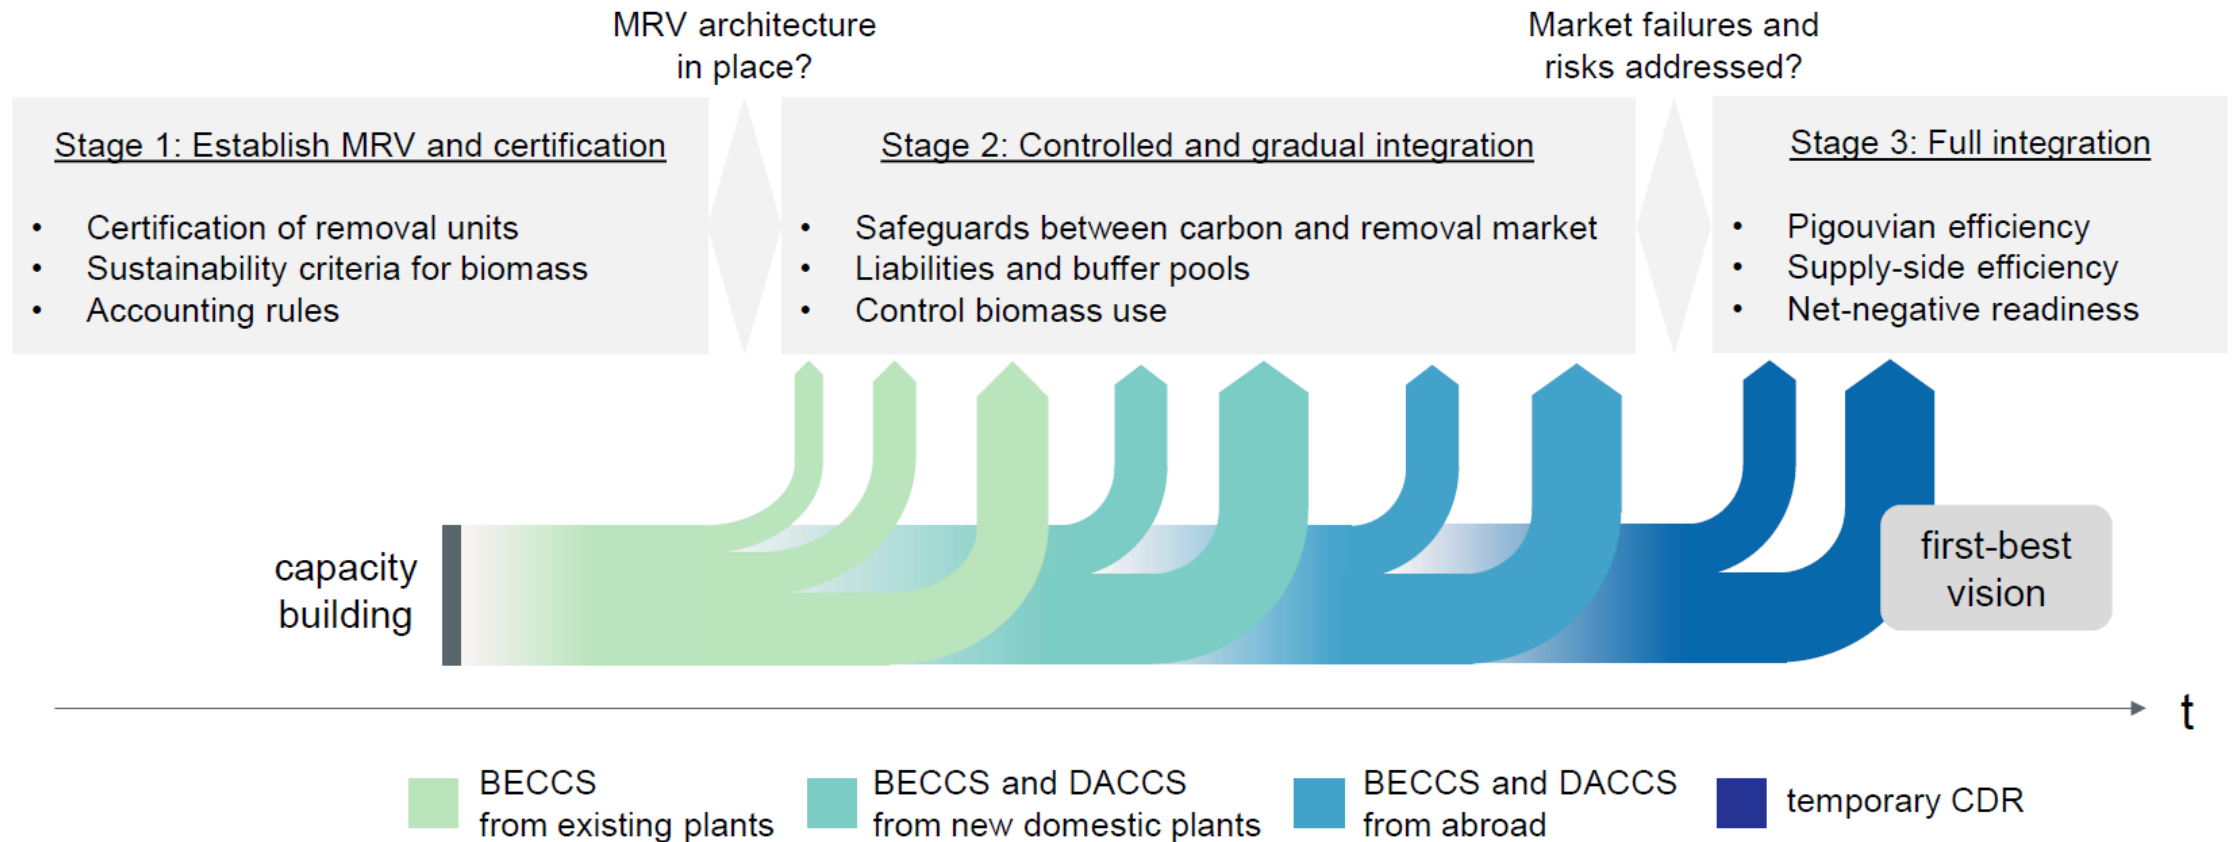 MRV architecture
in place?
Market failures and
risks addressed?
Stage 1: Establish MRV and certification
• Certification of removal units
• Sustainability criteria for biomass
• Accounting rules
Stage 2: Controlled and gradual integration
• Safeguards between carbon and removal market
• Liabilities and buffer pools
• Control biomass use
Stage 3: Full integration
• Pigouvian efficiency
• Supply-side efficiency
• Net-negative readiness
capacity
building
first-best
vision
t
BECCS
from existing plants
BECCS and DACCS
from new domestic plants
BECCS and DACCS
from abroad
temporary CDR